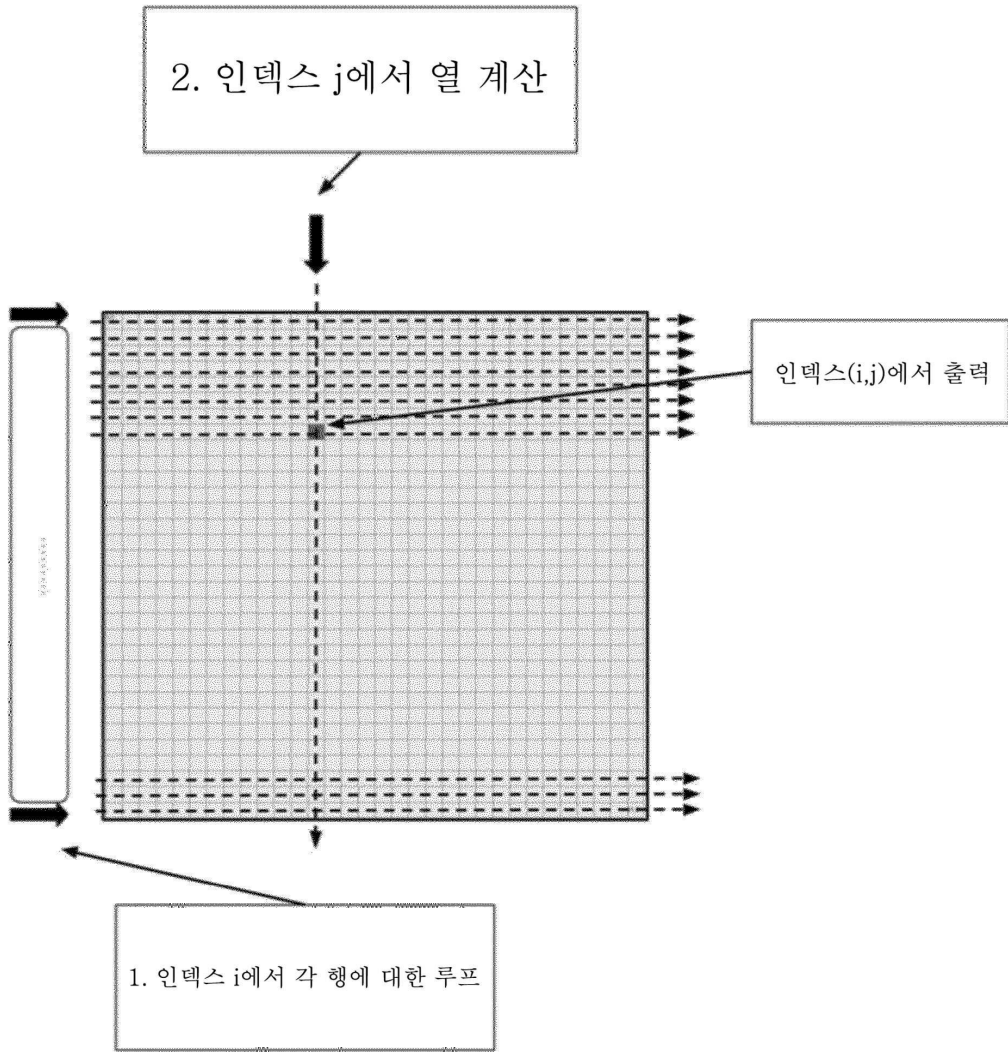 2. 인덱스 j에서 열 계산
인덱스(i,j)에서 출력
1. 인덱스 i에서 각 행에 대한 루프